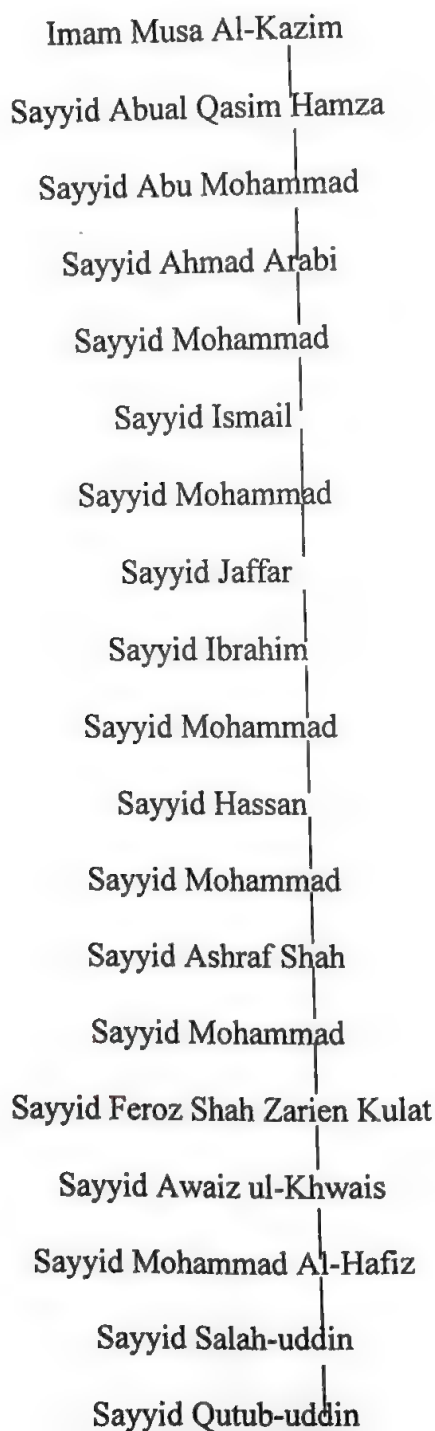 Imam Musa Al-Kazim
Sayyid Abual Qasim Hamza
Sayyid Abu Mohammad
Sayyid Ahmad Arabi
Sayyid Mohammad
Sayyid Ismail
Sayyid Mohammad
Sayyid Jaffar
Sayyid Ibrahim
Sayyid Mohammad
Sayyid Hassan
Sayyid Mohammad
Sayyid Ashraf Shah
Sayyid Mohammad
Sayyid Feroz Shah Zarien Kulat
Sayyid Awaiz ul-Khwais
Sayyid Mohammad Al-Hafiz
Sayyid Salah-uddin
Sayyid Qutub-uddin